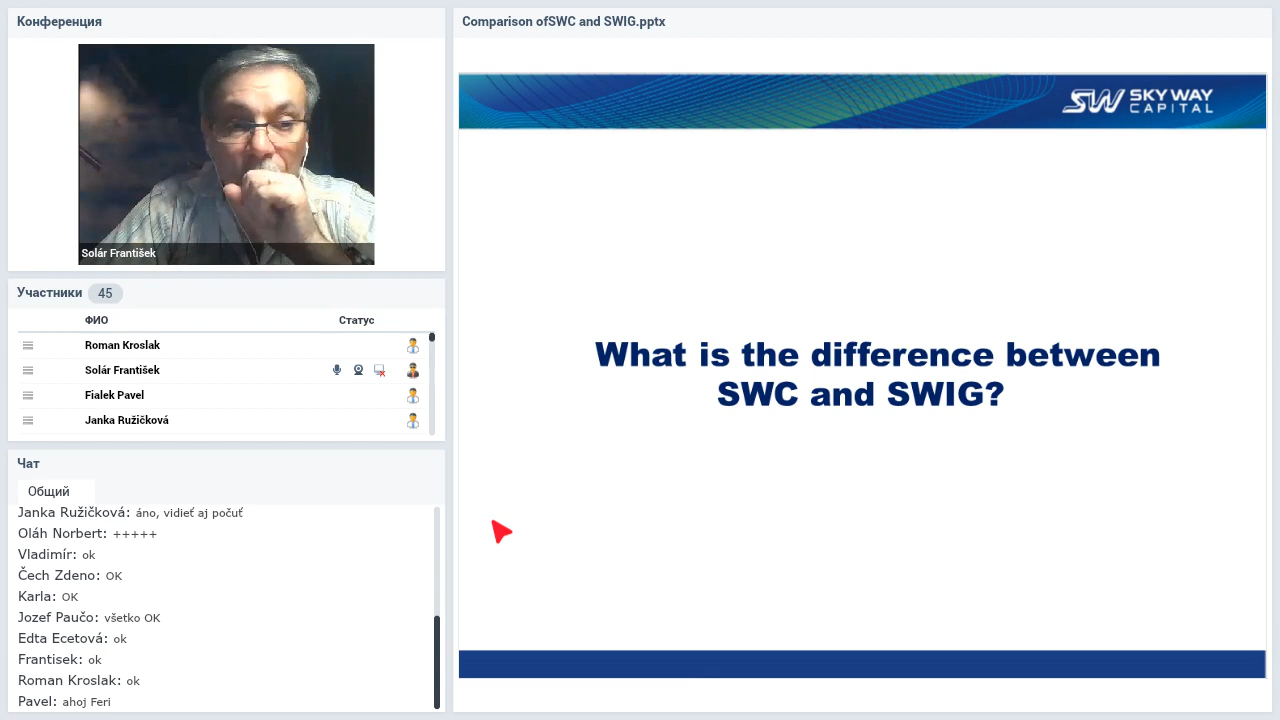 Конференция
Solár František
Участники 45
ФИО Статус
Roman Kroslak
Solár František
Fialek Pavel
Janka Ružičková
Чат
Общий
Janka Ružičková: áno, vidieť aj počuť
Oláh Norbert: +++++
Vladimír: ok
Čech Zdeno: OK
Karla: OK
Jozef Paučo: všetko OK
Edta Ecetová: ok
Frantisek: ok
Roman Kroslak: ok
Pavel: ahoj Feri
Comparison ofSWC and SWIG.pptx
SW SKY WAY
CAPITAL
What is the difference between
SWC and SWIG?